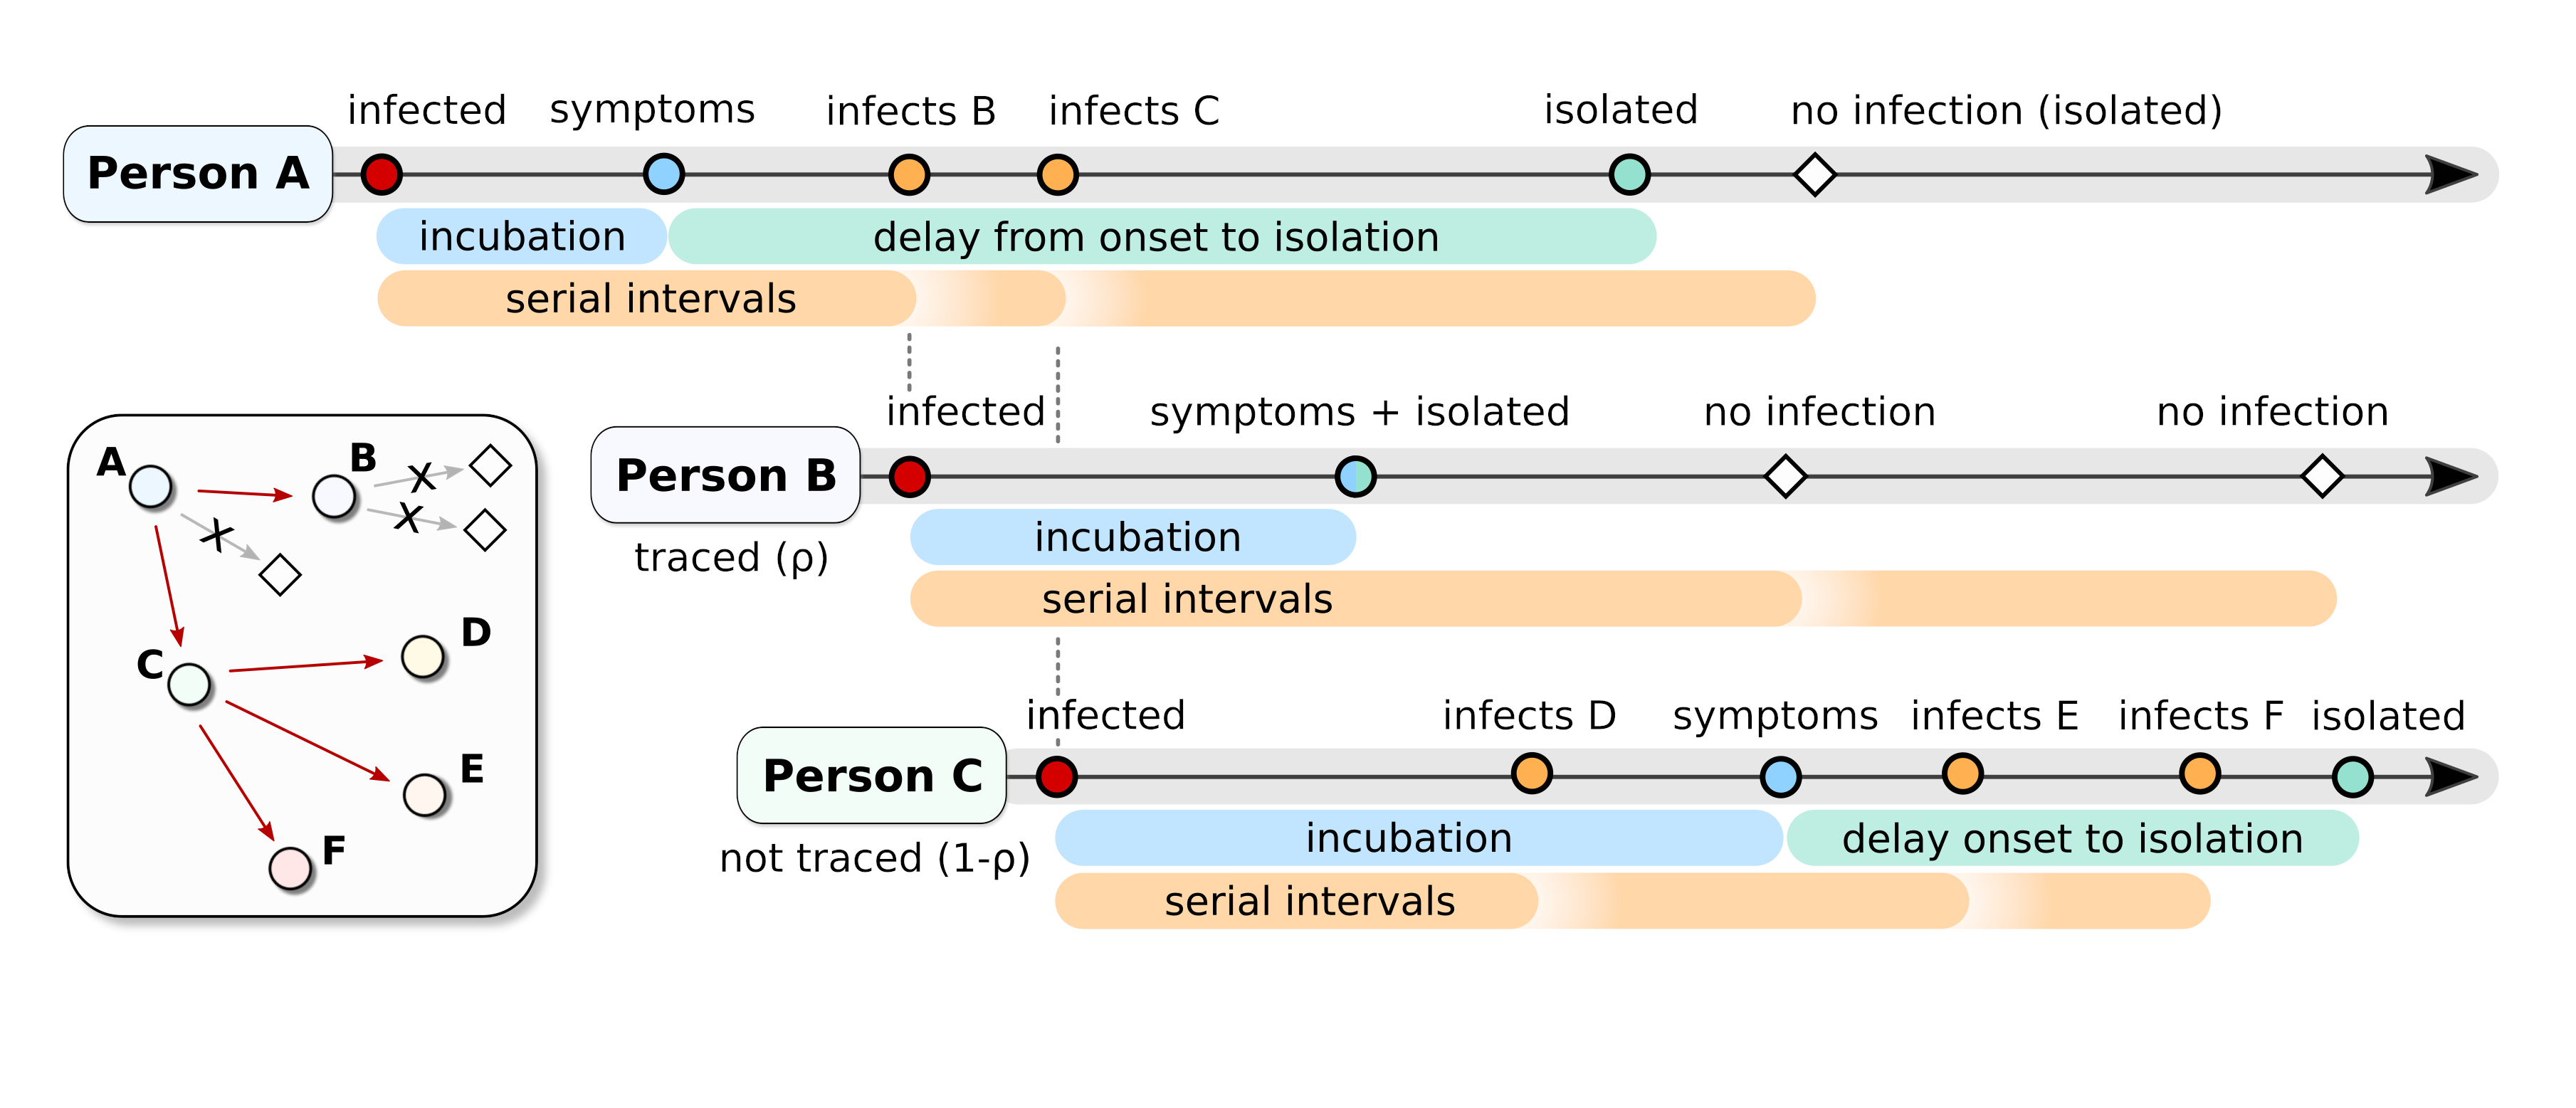 infected symptoms infects B infects C isolated no infection (isolated)
Person A
incubation delay from onset to isolation
serial intervals
infected symptoms + isolated no infection no infection
Person B
traced (ρ)
incubation
serial intervals
infected infects D symptoms infects E infects F isolated
Person C
not traced (1-ρ)
incubation delay onset to isolation
serial intervals
A B X
X X
D
C
E
F